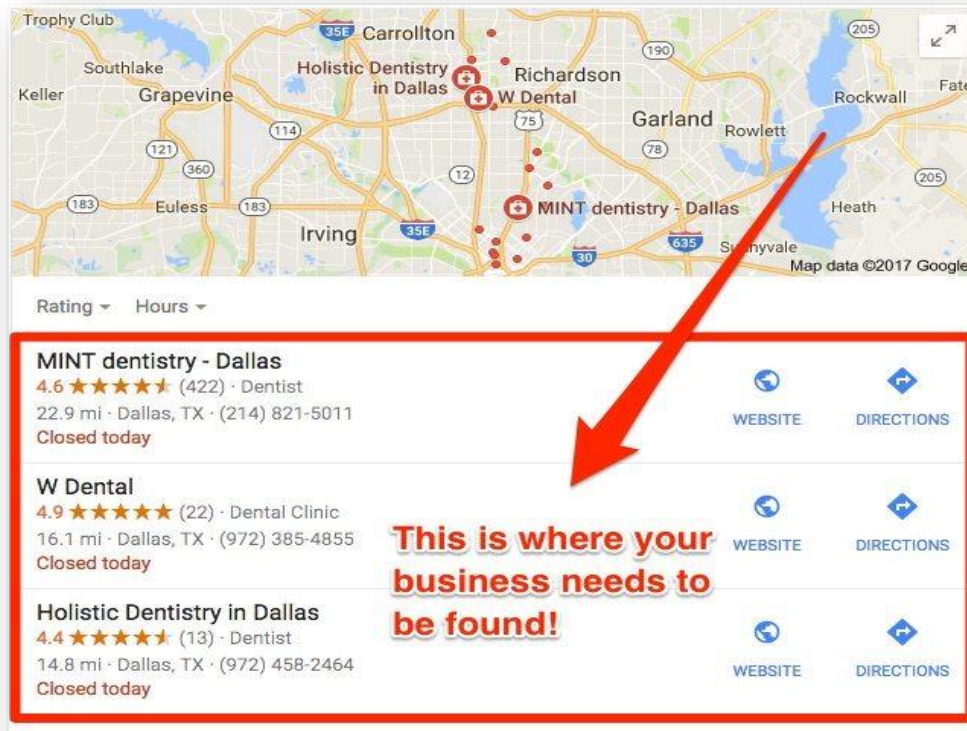 Trophy Club
35E
Carrollton
205
190
Southlake
Holistic Dentistry
in Dallas
Richardson
Keller
Grapevine
W Dental
Rockwall
Fate
114
75
Garland
Rowlett
121
78
360
12
205
183
Euless
183
MINT dentistry - Dallas
Heath
Irving
35E
635
30
Map data ©2017 Google
Rating
Hours
MINT dentistry - Dallas
4.6 ★★★★★ (422) · Dentist
22.9 mi · Dallas, TX · (214) 821-5011
Closed today
WEBSITE
DIRECTIONS
W Dental
4.9 ★★★★★ (22) · Dental Clinic
16.1 mi · Dallas, TX · (972) 385-4855
Closed today
WEBSITE
DIRECTIONS
This is where your
business needs to
be found!
Holistic Dentistry in Dallas
4.4 ★★★★★ (13) · Dentist
14.8 mi · Dallas, TX · (972) 458-2464
Closed today
WEBSITE
DIRECTIONS